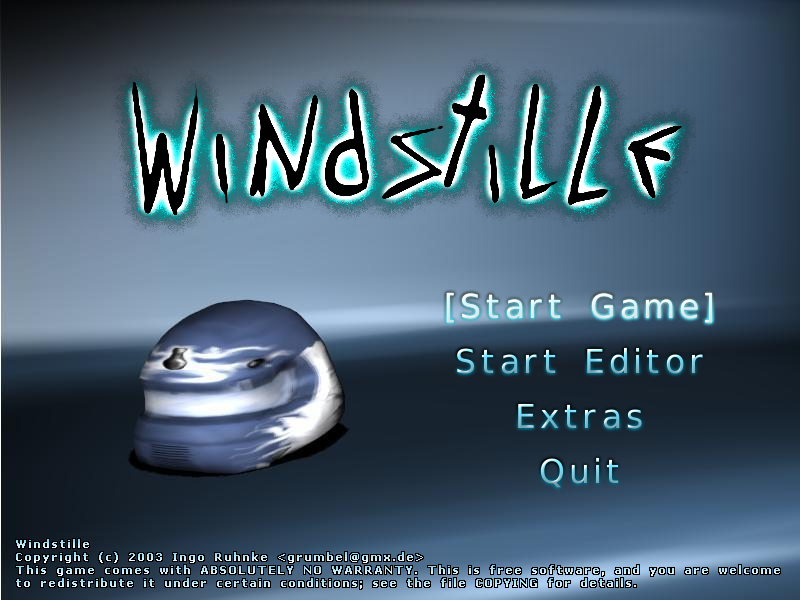 WiNdstiLLE
[Start Game]
Start Editor
Extras
Quit
Windstille
Copyright (c) 2003 Ingo Ruhnke <grumbel@gmx.de>
This game comes with ABSOLUTELY NO WARRANTY. This is free software, and you are welcome
to redistribute it under certain conditions; see the file COPYING for details.